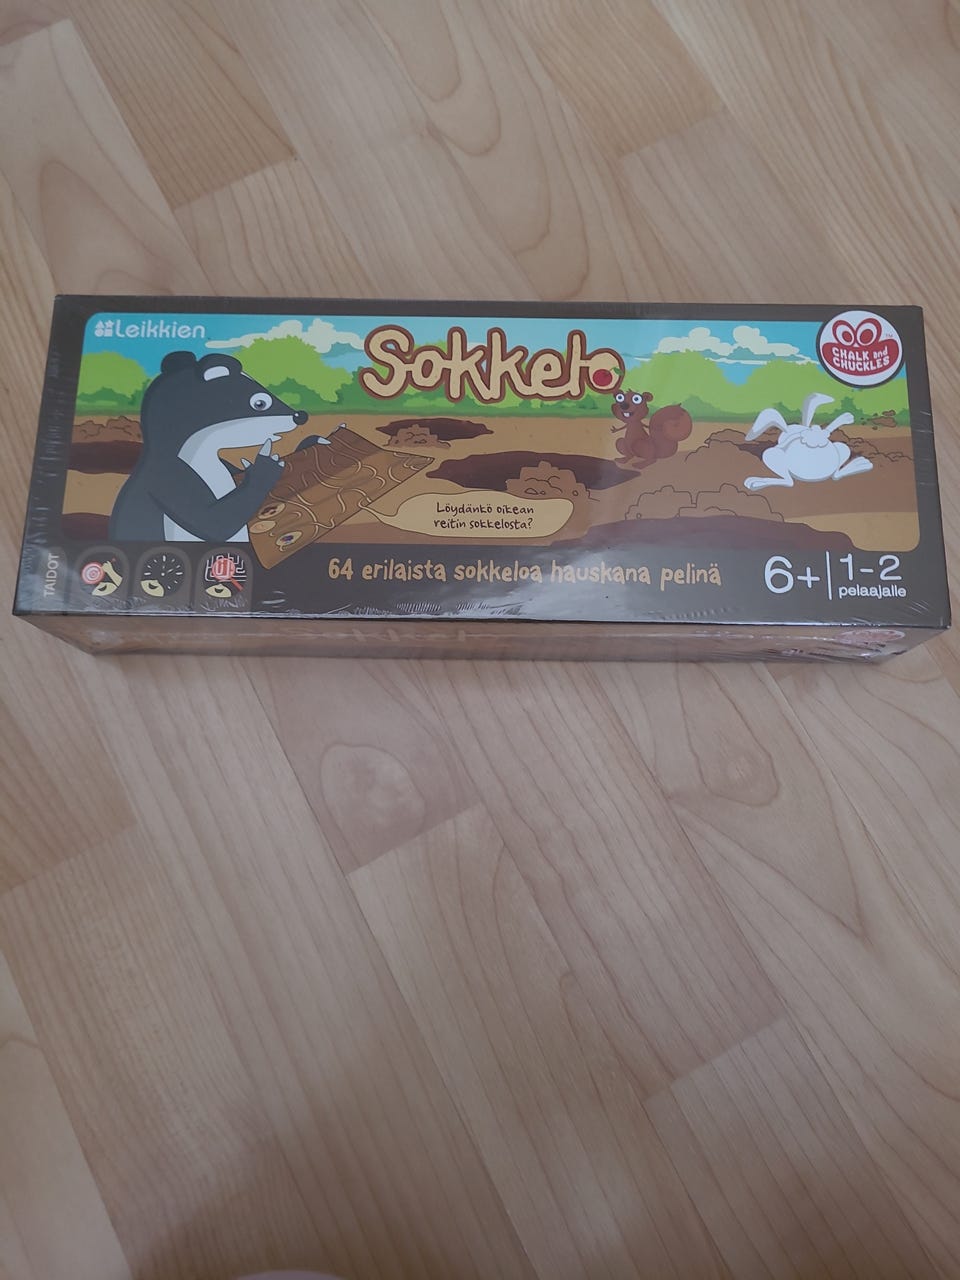 Leikkien
Sokkelo
CHALK and
CHUCKLES
TM
Löydänkö oikean
reitin sokkelosta?
TAIDOT
64 erilaista sokkeloa hauskana pelinä
6+
1-2
pelaajalle